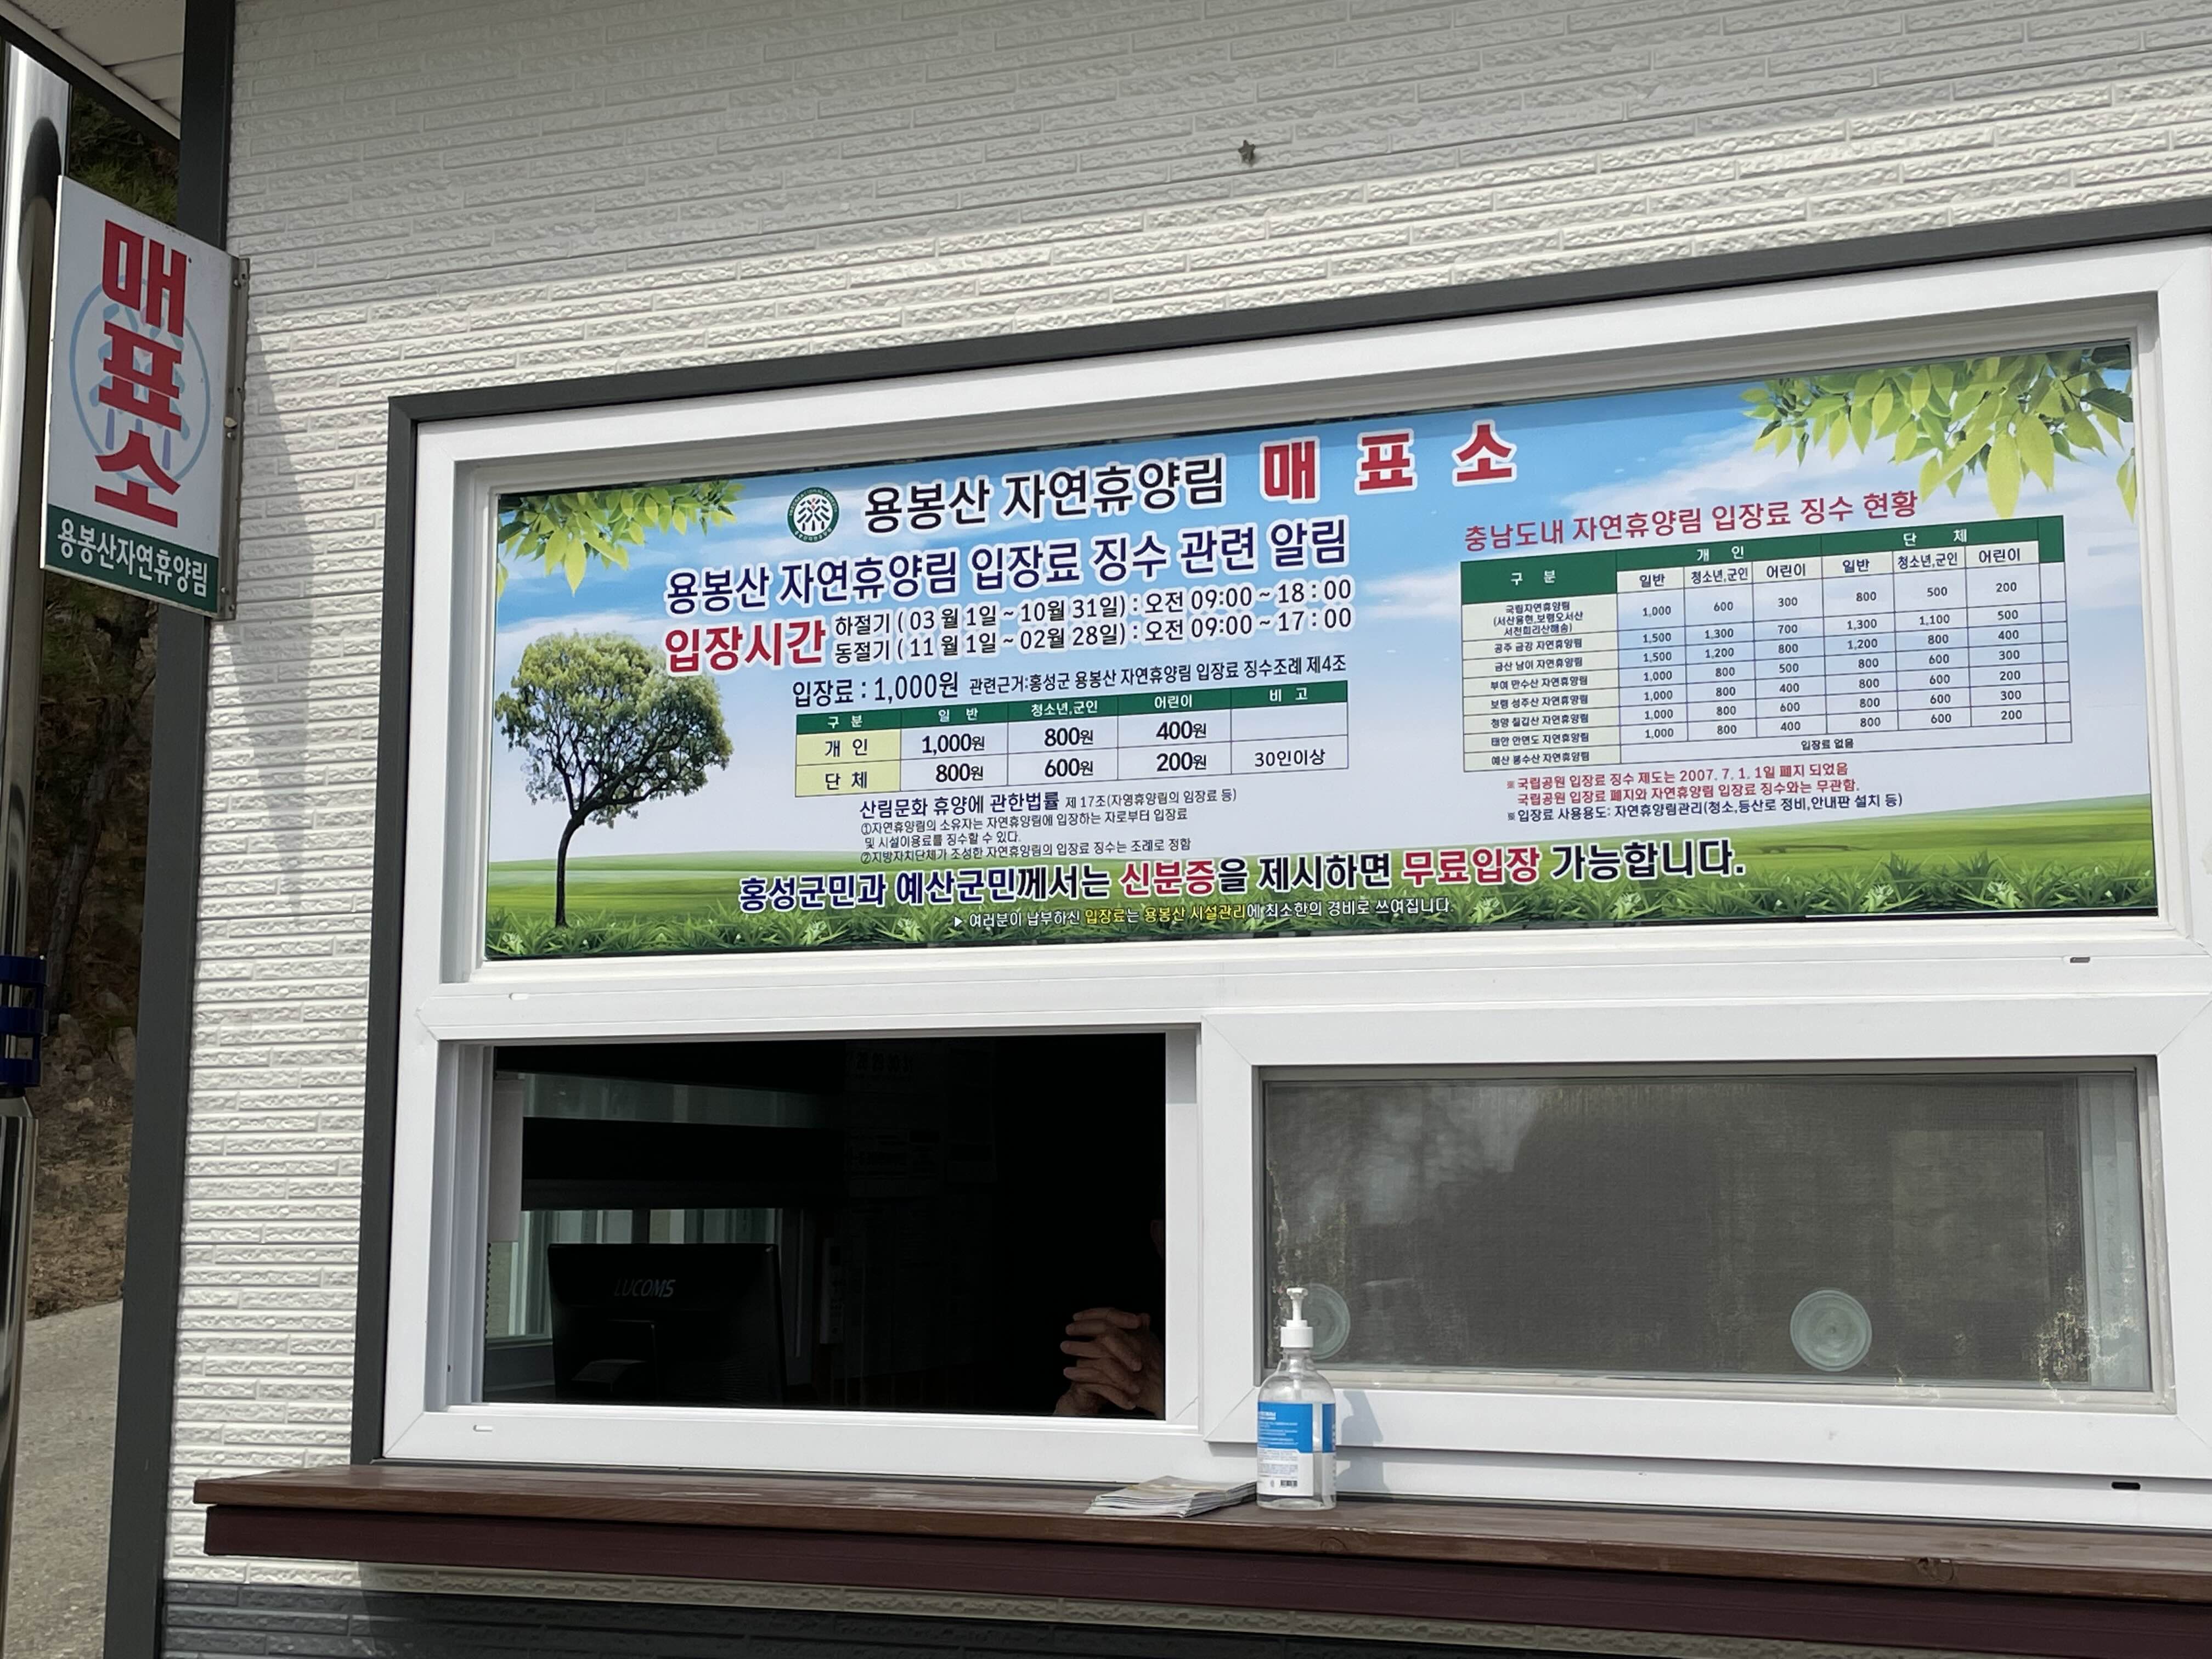 매표소
용봉산자연휴양림
용봉산 자연휴양림 매 표 소
용봉산 자연휴양림 입장료 징수 관련 알림
입장시간
하절기 ( 03 월 1일 ~ 10월 31일) : 오전 09:00 ~ 18 : 00
동절기 ( 11 월 1일 ~ 02월 28일) : 오전 09:00 ~ 17 : 00
입장료 : 1,000원 관련근거:홍성군 용봉산 자연휴양림 입장료 징수조례 제4조
구 분 일 반 청소년,군인 어린이 비 고
개 인 1,000원 800원 400원
단 체 800원 600원 200원 30인이상
산림문화 휴양에 관한법률 제 17조(자영휴양림의 입장료 등)
①자연휴양림의 소유자는 자연휴양림에 입장하는 자로부터 입장료
및 시설이용료를 징수할 수 있다.
②지방자치단체가 조성한 자연휴양림의 입장료 징수는 조례로 정함
충남도내 자연휴양림 입장료 징수 현황
구 분 개 인 단 체
일반 청소년,군인 어린이 일반 청소년,군인 어린이
국립자연휴양림
(서산용현,보령오서산
서천희리산해송)
1,000 600 300 800 500 200
공주 금강 자연휴양림 1,500 1,300 700 1,300 1,100 500
금산 남이 자연휴양림 1,500 1,200 800 1,200 800 400
부여 만수산 자연휴양림 1,000 800 500 800 600 300
보령 성주산 자연휴양림 1,000 800 400 800 600 200
청양 칠갑산 자연휴양림 1,000 800 600 800 600 300
태안 안면도 자연휴양림 1,000 800 400 800 600 200
예산 봉수산 자연휴양림 입장료 없음
※국립공원 입장료 징수 제도는 2007. 7. 1, 1일 폐지 되었음
국립공원 입장료 폐지와 자연휴양림 입장료 징수와는 무관함.
※입장료 사용용도: 자연휴양림관리(청소,등산로 정비,안내판 설치 등)
홍성군민과 예산군민께서는 신분증을 제시하면 무료입장 가능합니다.
▶ 여러분이 납부하신 입장료는 용봉산 시설관리에 최소한의 경비로 쓰여집니다.
LUCOMS